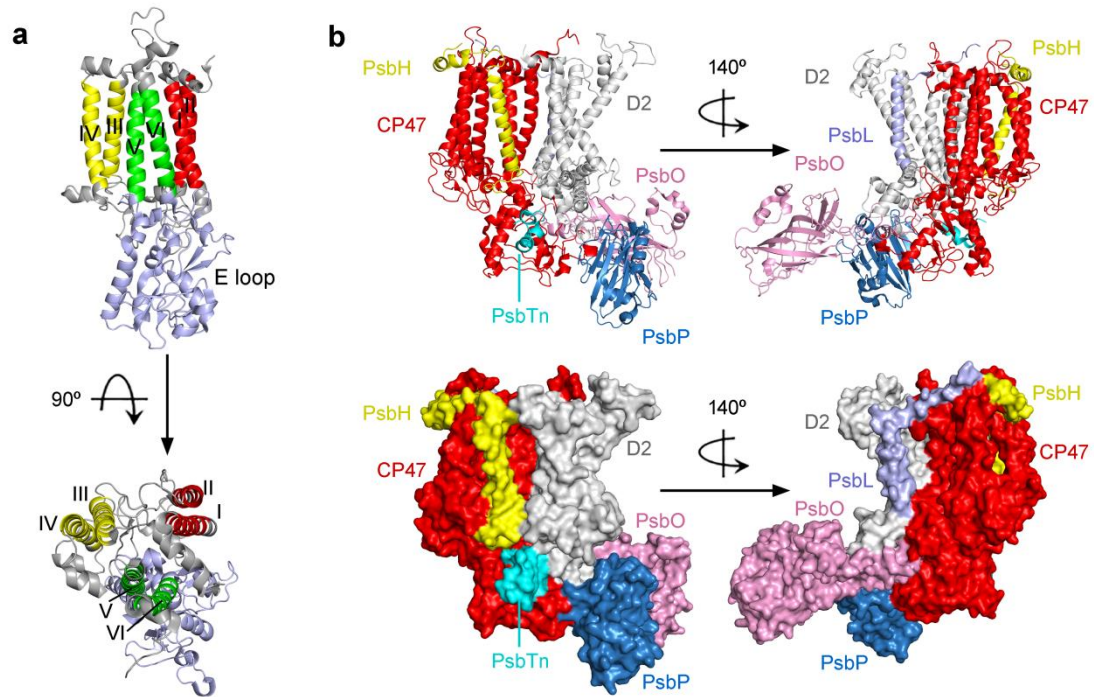 a
IV
III
V
VI
I
II
E loop
90º
III
IV
II
I
V
VI
b
PsbH
CP47
D2
PsbO
PsbTn
PsbP
140º
PsbH
CP47
PsbL
D2
PsbO
PsbP
PsbH
CP47
D2
PsbO
PsbTn
PsbP
140º
D2
PsbH
CP47
PsbL
PsbO
PsbP